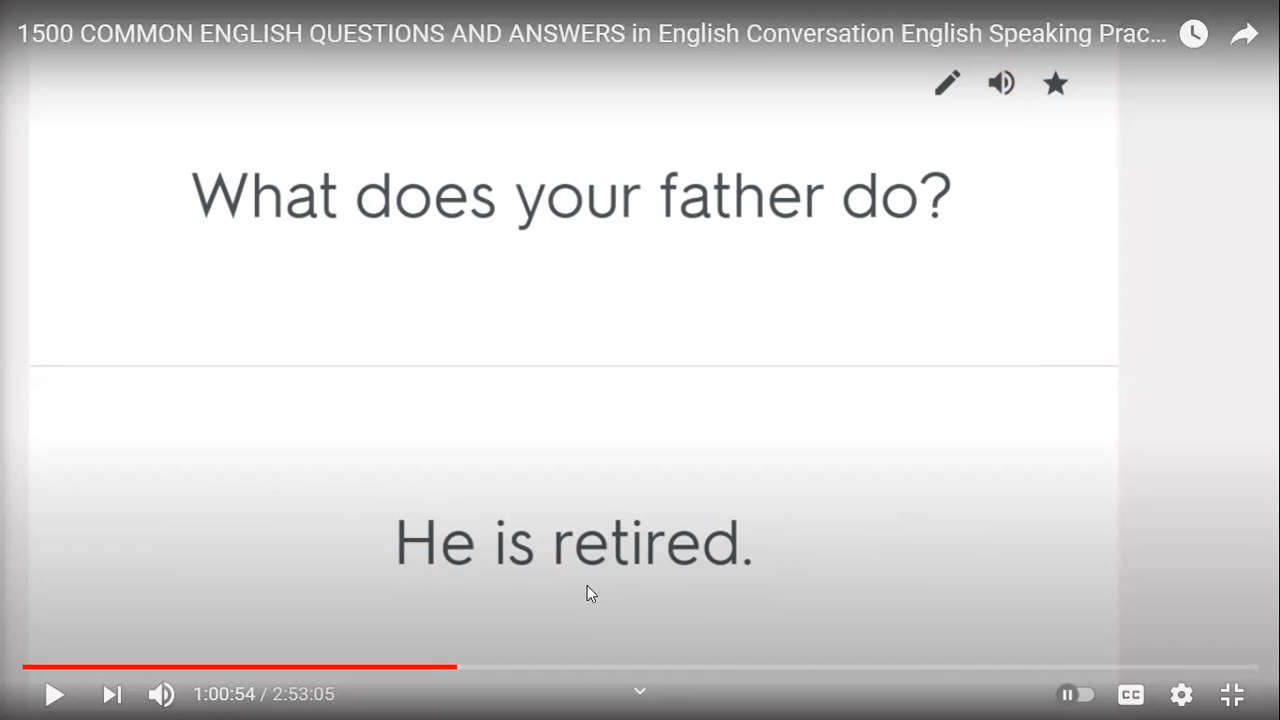 1500 COMMON ENGLISH QUESTIONS AND ANSWERS in English Conversation English Speaking Prac...
What does your father do?
He is retired.
1:00:54 / 2:53:05
CC